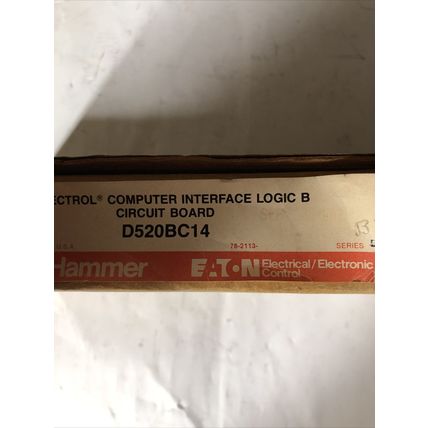 ECTROL® COMPUTER INTERFACE LOGIC B
CIRCUIT BOARD
D520BC14
U.S.A. 78-2113- SERIES
Hammer EATON Electrical/Electronic
Control